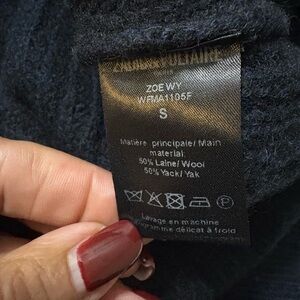 ZADIG&VOLTAIRE
PARIS
ZOE WY
WFMA1105F
S
Matière principale/ Main
material:
50% Laine/ Wool
50% Yack/ Yak
P
Lavage en machine
programme délicat à froid